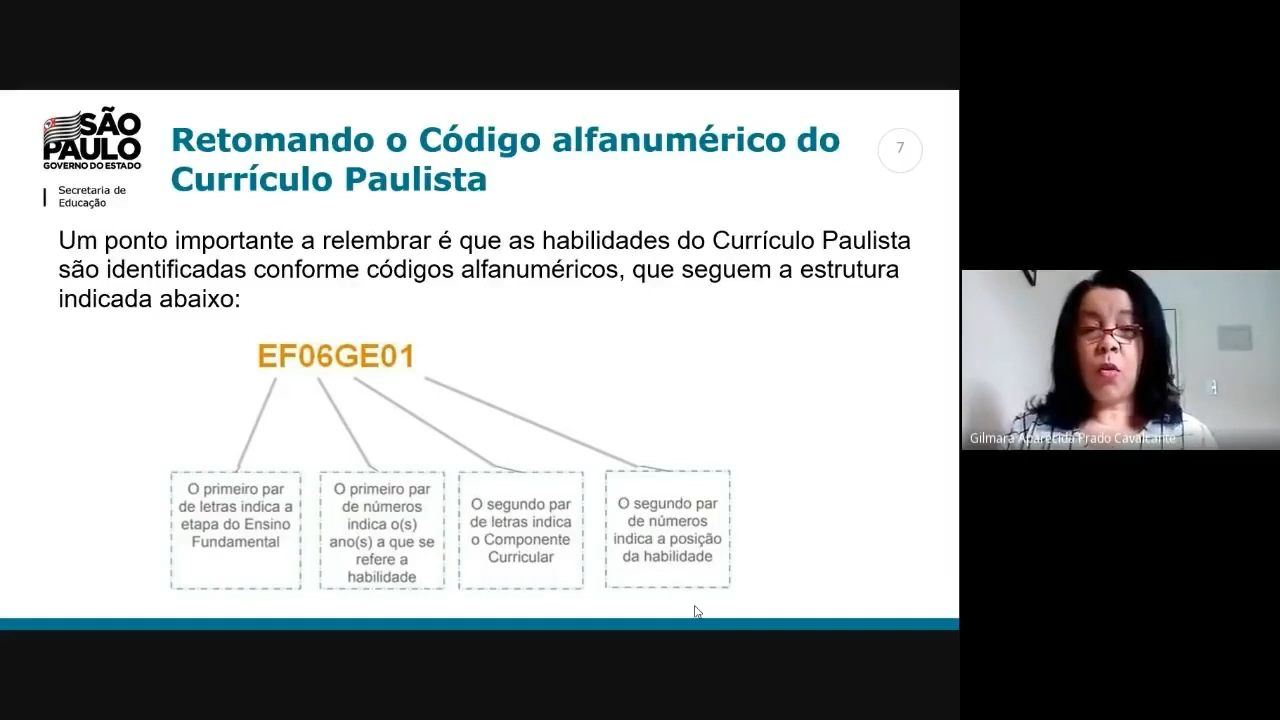 SÃO
PAULO
GOVERNO DO ESTADO
Secretaria de
Educação
Retomando o Código alfanumérico do
Currículo Paulista
7
Um ponto importante a relembrar é que as habilidades do Currículo Paulista
são identificadas conforme códigos alfanuméricos, que seguem a estrutura
indicada abaixo:
EF06GE01
O primeiro par
de letras indica a
etapa do Ensino
Fundamental
O primeiro par
de números
indica o(s)
ano(s) a que se
refere a
habilidade
O segundo par
de letras indica
o Componente
Curricular
O segundo par
de números
indica a posição
da habilidade
Gilmara Aparecida Prado Cavalcante